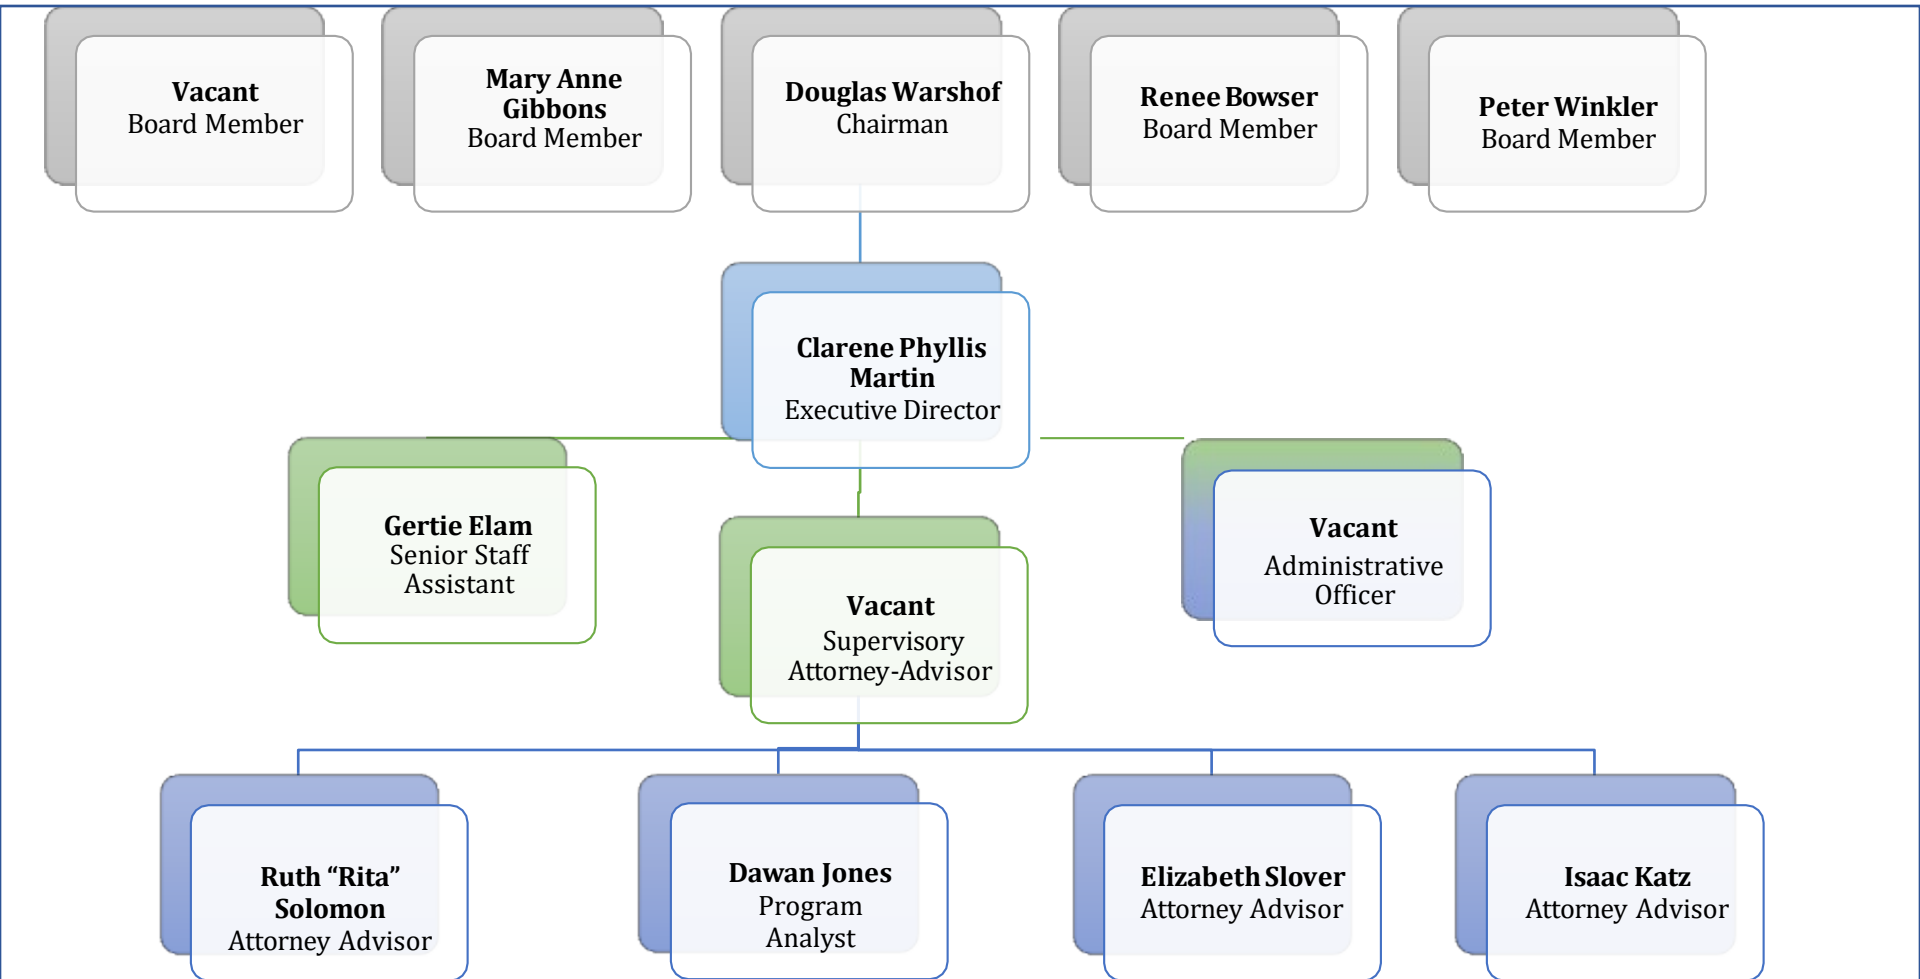 Vacant
Board Member
Mary Anne
Gibbons
Board Member
Douglas Warshof
Chairman
Renee Bowser
Board Member
Peter Winkler
Board Member
Clarene Phyllis
Martin
Executive Director
Gertie Elam
Senior Staff
Assistant
Vacant
Supervisory
Attorney-Advisor
Vacant
Administrative
Officer
Ruth “Rita”
Solomon
Attorney Advisor
Dawan Jones
Program
Analyst
Elizabeth Slover
Attorney Advisor
Isaac Katz
Attorney Advisor